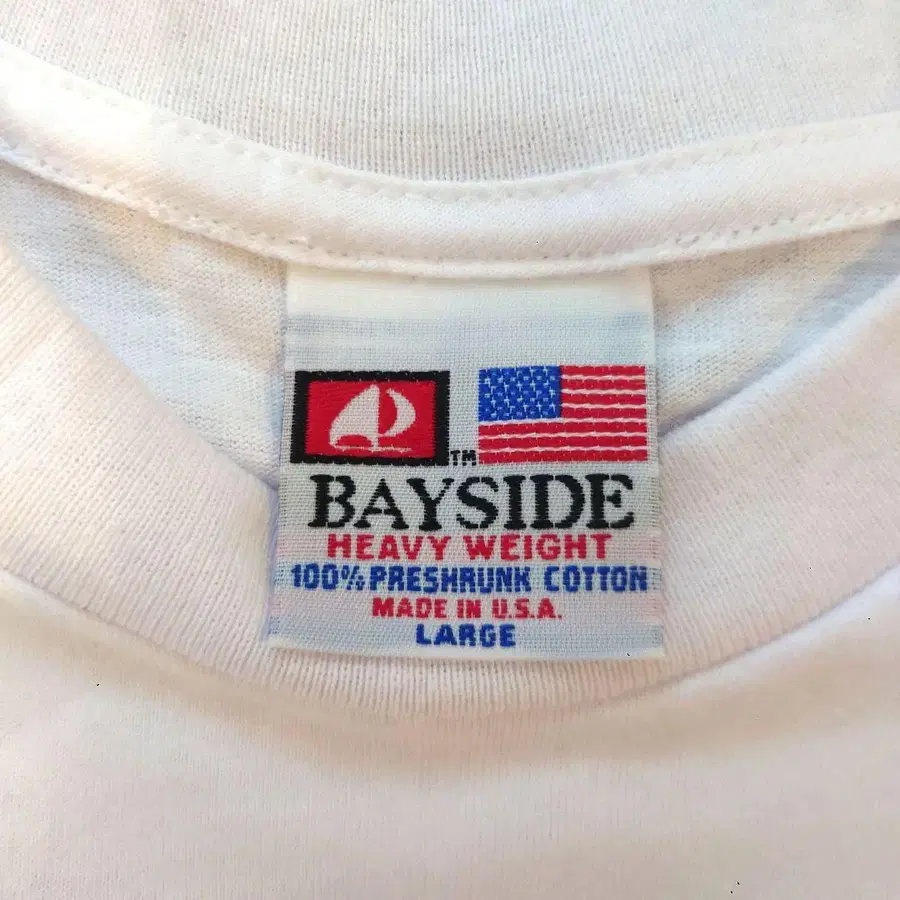 TM
BAYSIDE
HEAVY WEIGHT
100% PRESHRUNK COTTON
MADE IN U.S.A.
LARGE